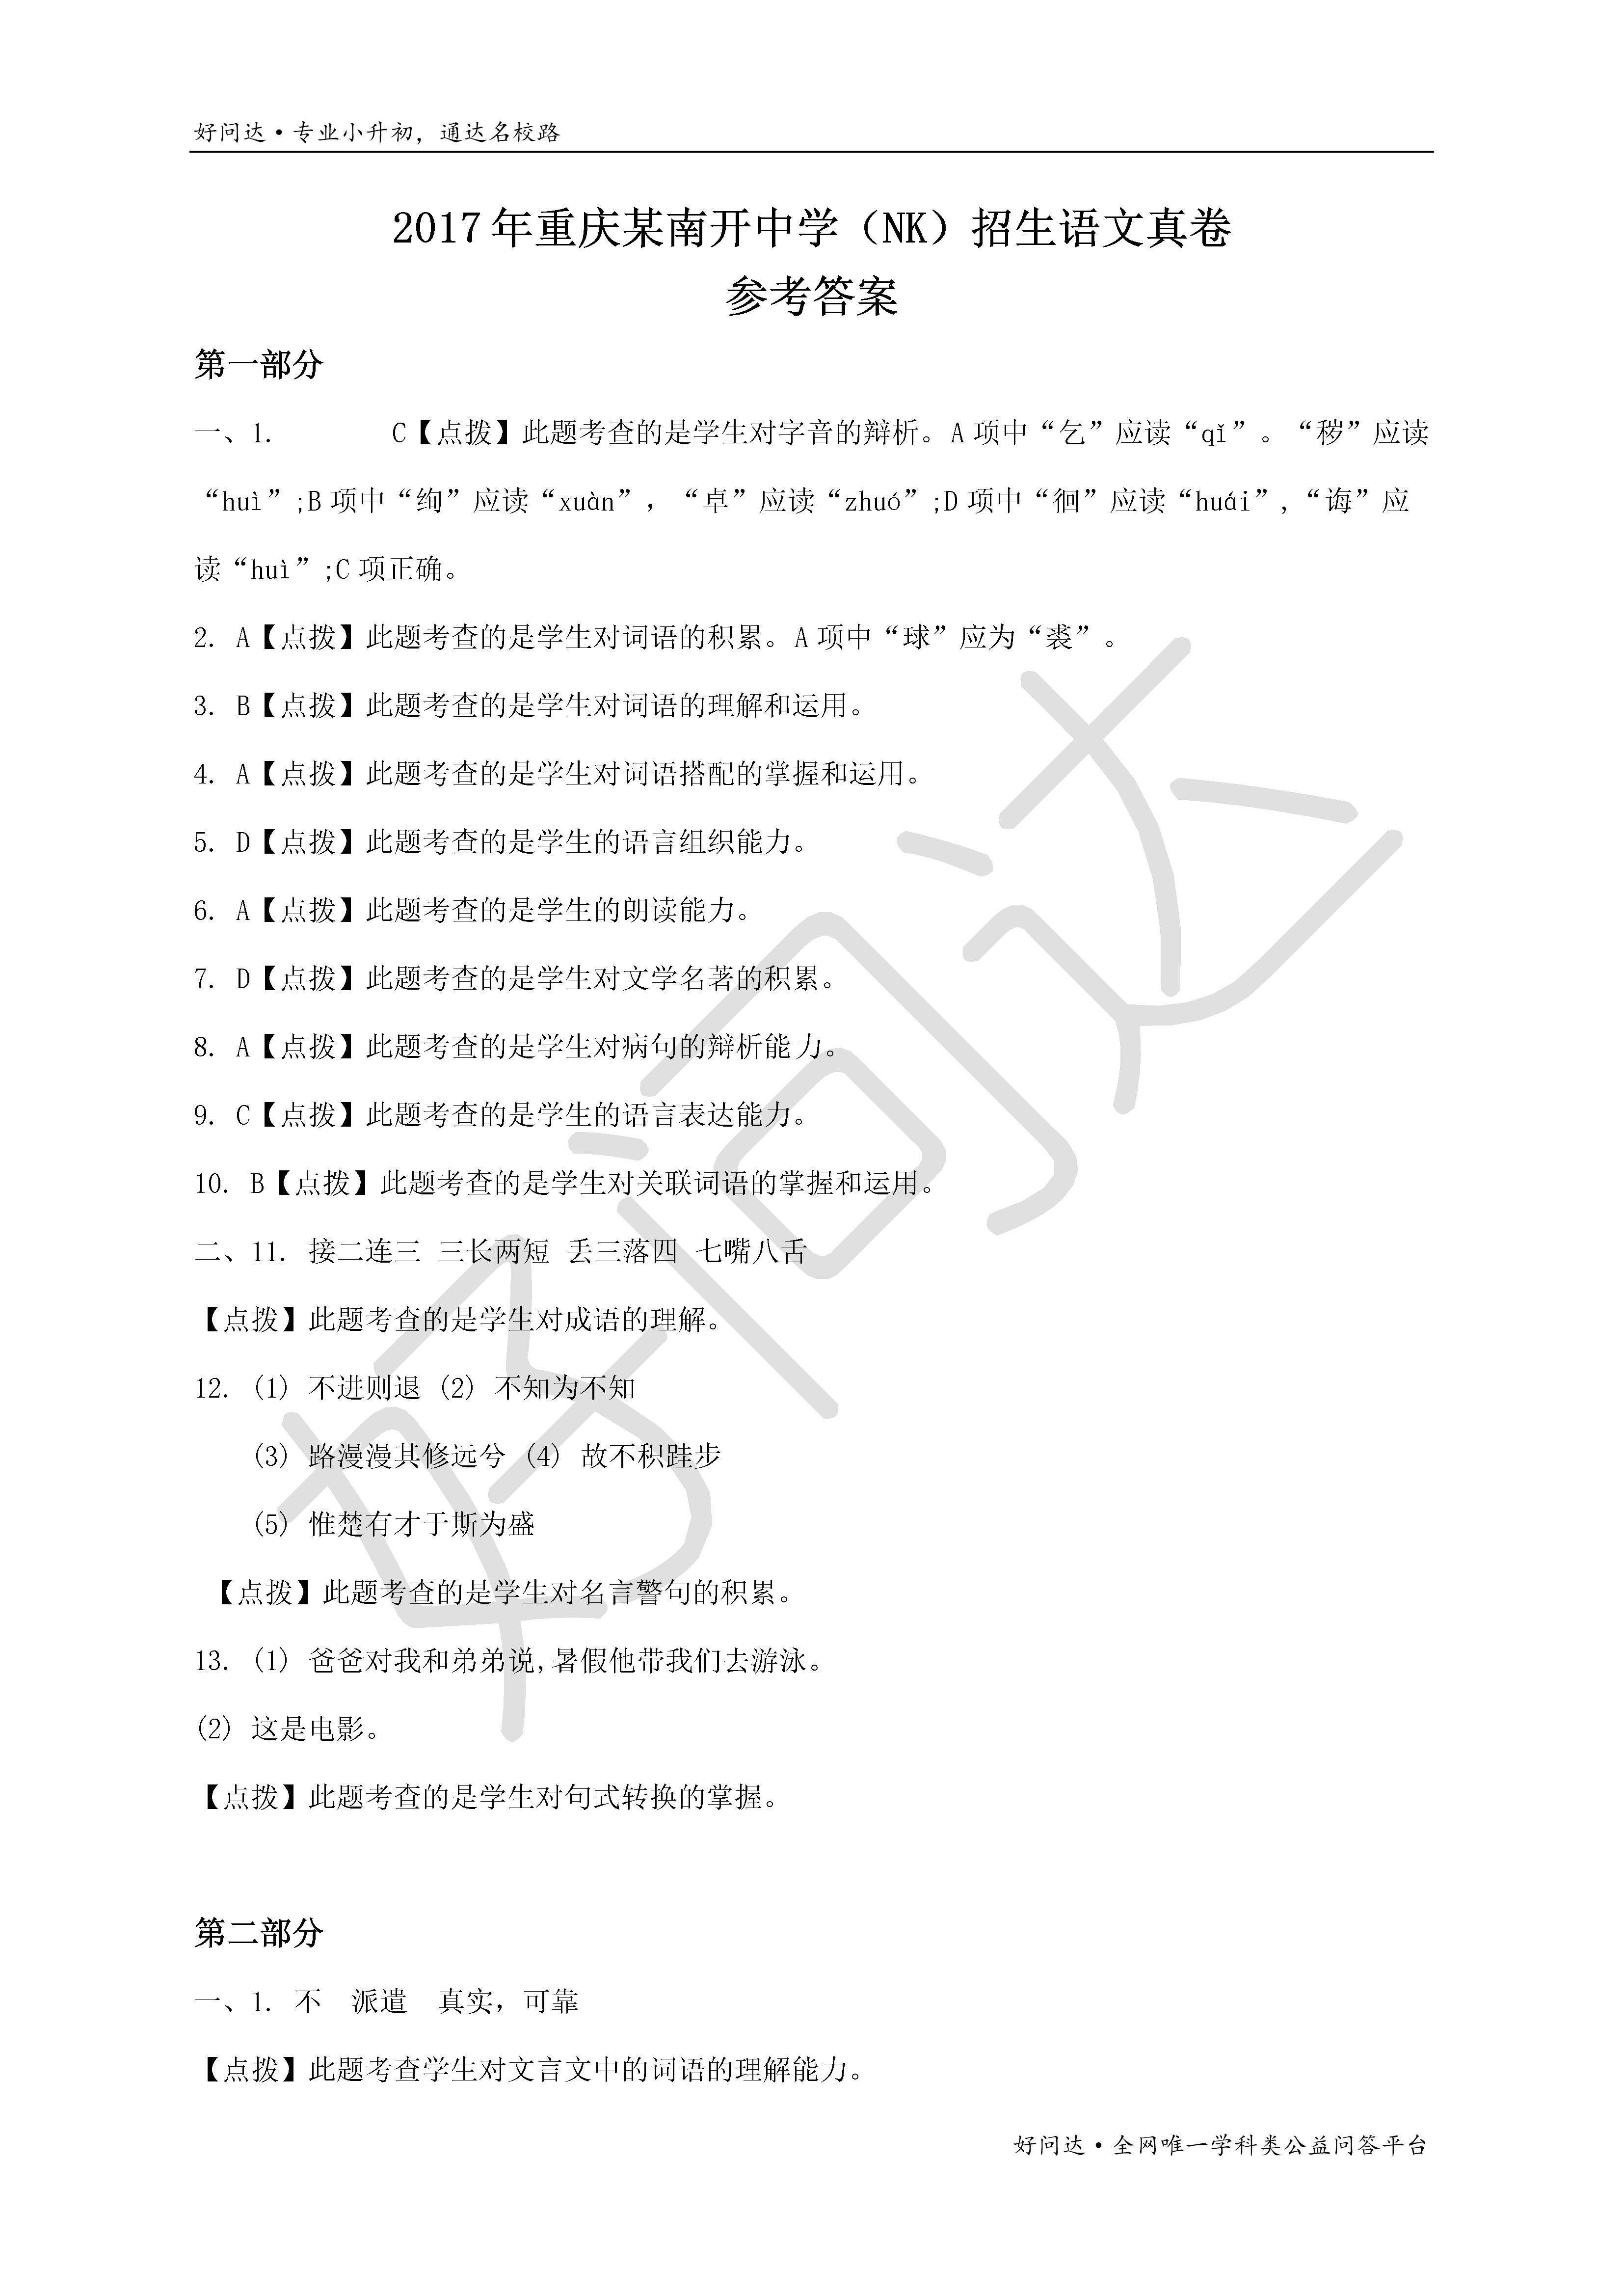 好问达·专业小升初，通达名校路
2017 年重庆某南开中学（NK）招生语文真卷
参考答案
第一部分
一、1. C【点拨】此题考查的是学生对字音的辩析。A 项中“乞”应读“qǐ”。“秽”应读
“huì”;B 项中“绚”应读“xuàn”，“卓”应读“zhuó”;D 项中“徊”应读“huái”,“诲”应
读“huì”;C 项正确。
2. A【点拨】此题考查的是学生对词语的积累。A 项中“球”应为“裘”。
3. B【点拨】此题考查的是学生对词语的理解和运用。
4. A【点拨】此题考查的是学生对词语搭配的掌握和运用。
5. D【点拨】此题考查的是学生的语言组织能力。
6. A【点拨】此题考查的是学生的朗读能力。
7. D【点拨】此题考查的是学生对文学名著的积累。
8. A【点拨】此题考查的是学生对病句的辩析能力。
9. C【点拨】此题考查的是学生的语言表达能力。
10. B【点拨】此题考查的是学生对关联词语的掌握和运用。
二、11. 接二连三 三长两短 丢三落四 七嘴八舌
【点拨】此题考查的是学生对成语的理解。
12. (1) 不进则退 (2) 不知为不知
(3) 路漫漫其修远兮 (4) 故不积跬步
(5) 惟楚有才于斯为盛
【点拨】此题考查的是学生对名言警句的积累。
13. (1) 爸爸对我和弟弟说,暑假他带我们去游泳。
(2) 这是电影。
【点拨】此题考查的是学生对句式转换的掌握。
第二部分
一、1. 不 派遣 真实，可靠
【点拨】此题考查学生对文言文中的词语的理解能力。
好问达·全网唯一学科类公益问答平台
好问达